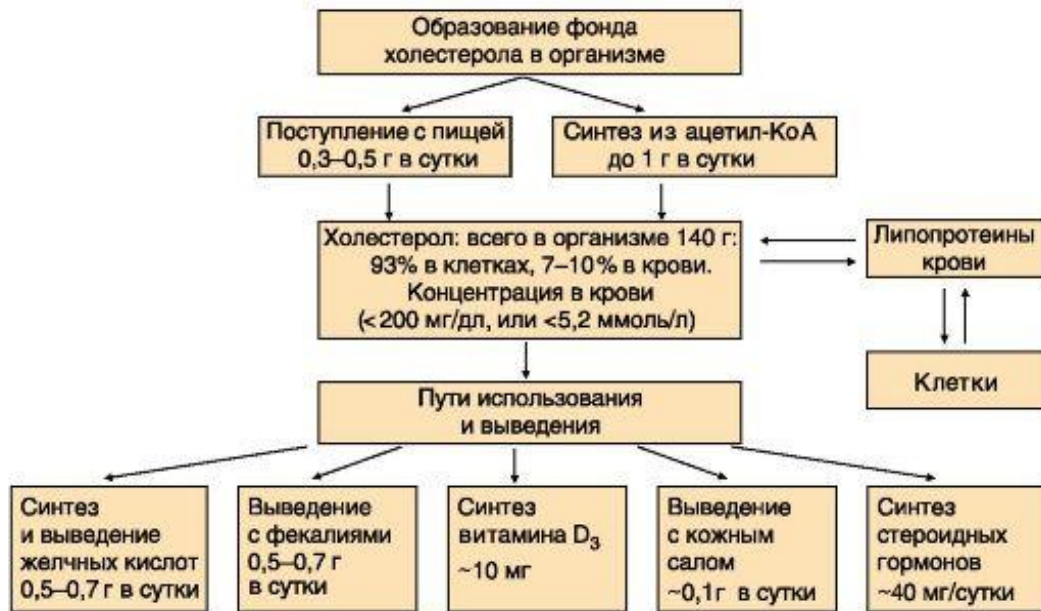 Образование фонда
холестерола в организме
Поступление с пищей
0,3–0,5 г в сутки
Синтез из ацетил-КоА
до 1 г в сутки
Холестерол: всего в организме 140 г:
93% в клетках, 7–10% в крови.
Концентрация в крови
(<200 мг/дл, или <5,2 ммоль/л)
Липопротеины
крови
Клетки
Пути использования
и выведения
Синтез
и выведение
желчных кислот
0,5–0,7 г в сутки
Выведение
с фекалиями
0,5–0,7 г
в сутки
Синтез
витамина D₃
~10 мг
Выведение
с кожным
салом
~0,1г в сутки
Синтез
стероидных
гормонов
~40 мг/сутки